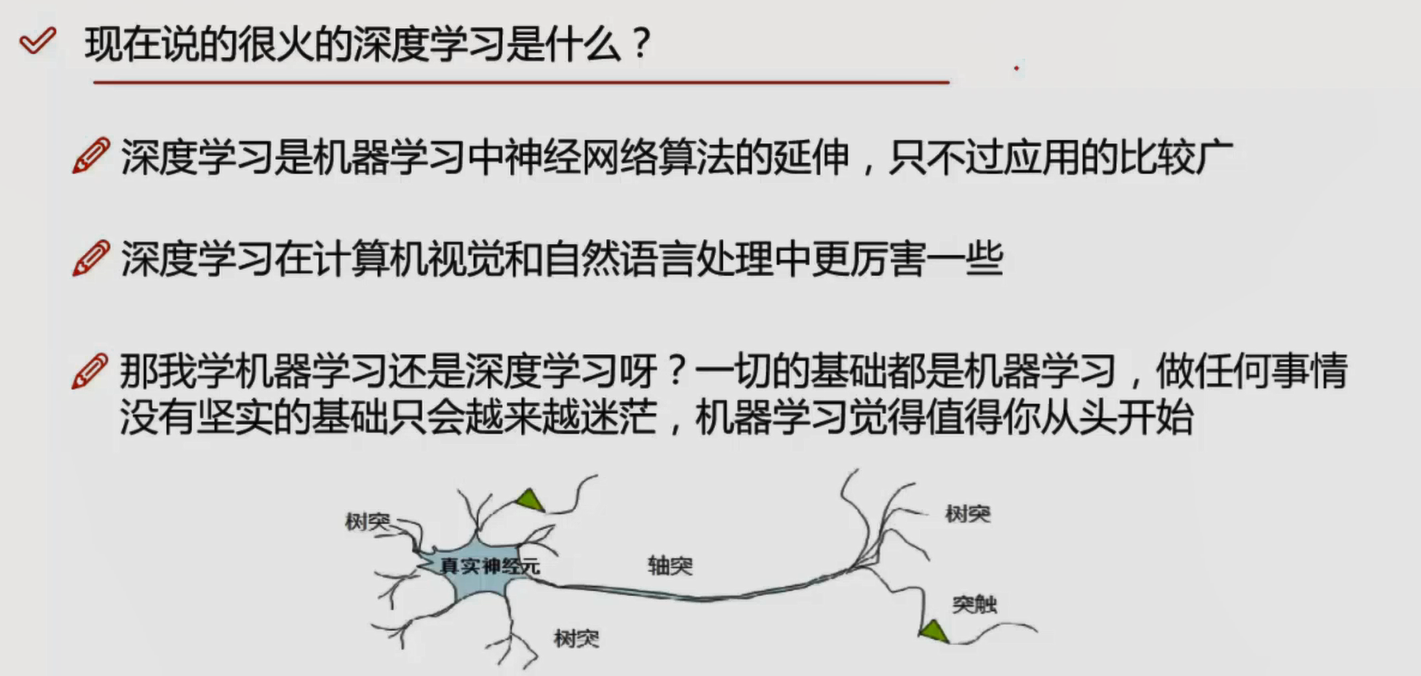 现在说的很火的深度学习是什么？
深度学习是机器学习中神经网络算法的延伸，只不过应用的比较广
深度学习在计算机视觉和自然语言处理中更厉害一些
那我学机器学习还是深度学习呀？一切的基础都是机器学习，做任何事情
没有坚实的基础只会越来越迷茫，机器学习觉得值得你从头开始
树突
树突
真实神经元
轴突
突触
树突